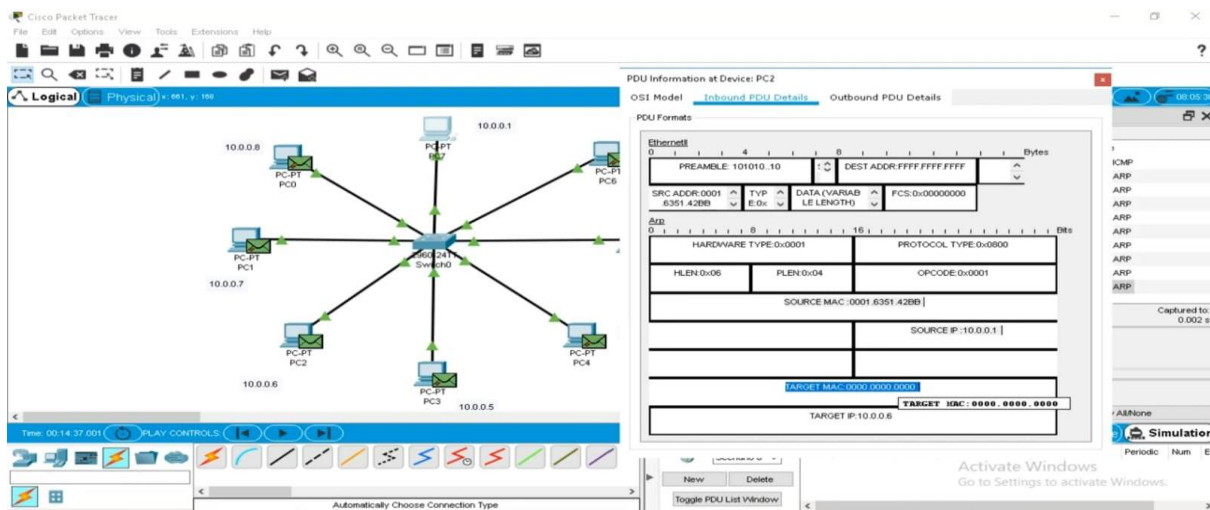 Cisco Packet Tracer
File Edit Options View Tools Extensions Help
Logical Physical x: 661, y: 168
10.0.0.1
10.0.0.8
PC-PT
PC-PT
PC0
PC-PT
PC6
PC-PT
PC1
10.0.0.7
Switch0
PC-PT
PC2
PC-PT
PC4
10.0.0.6
PC-PT
PC3
10.0.0.5
Time: 00:14:37.001 PLAY CONTROLS:
Automatically Choose Connection Type
PDU Information at Device: PC2
OSI Model Inbound PDU Details Outbound PDU Details
PDU Formats
EthernetII
0 4 8 Bytes
PREAMBLE: 101010..10 DEST ADDR:FFFF.FFFF.FFFF
SRC ADDR:0001 TYP DATA (VARIAB FCS:0x00000000
.6351.42BB E:0x LE LENGTH)
Arp
0 8 16 Bits
HARDWARE TYPE:0x0001 PROTOCOL TYPE:0x0800
HLEN:0x06 PLEN:0x04 OPCODE:0x0001
SOURCE MAC :0001.6351.42BB
SOURCE IP :10.0.0.1
TARGET MAC:0000.0000.0000
TARGET MAC:0000.0000.0000
TARGET IP:10.0.0.6
ICMP
ARP
ARP
ARP
ARP
ARP
ARP
ARP
ARP
ARP
Captured to:
0.002 s
All/None
Simulation
Periodic Num
New Delete
Toggle PDU List Window
Activate Windows
Go to Settings to activate Windows.